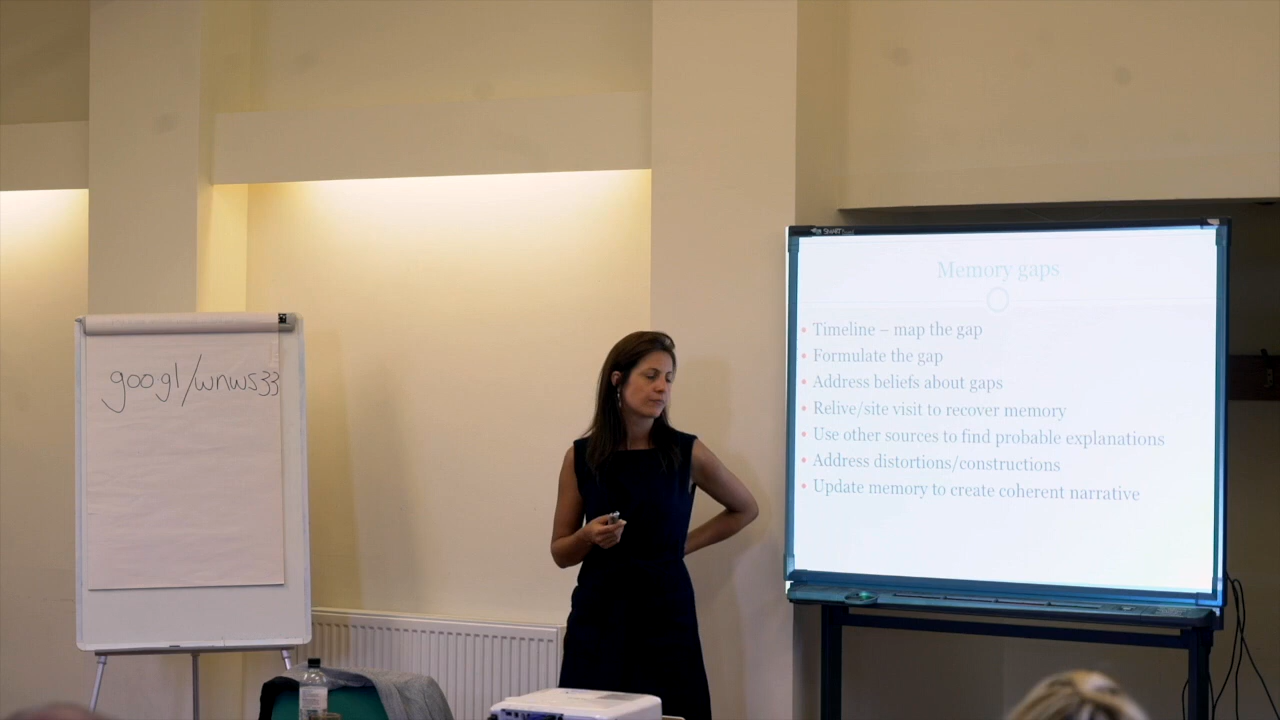 goo gl/wnws33
SMART
Memory gaps
Timeline – map the gap
Formulate the gap
Address beliefs about gaps
Relive/site visit to recover memory
Use other sources to find probable explanations
Address distortions/constructions
Update memory to create coherent narrative